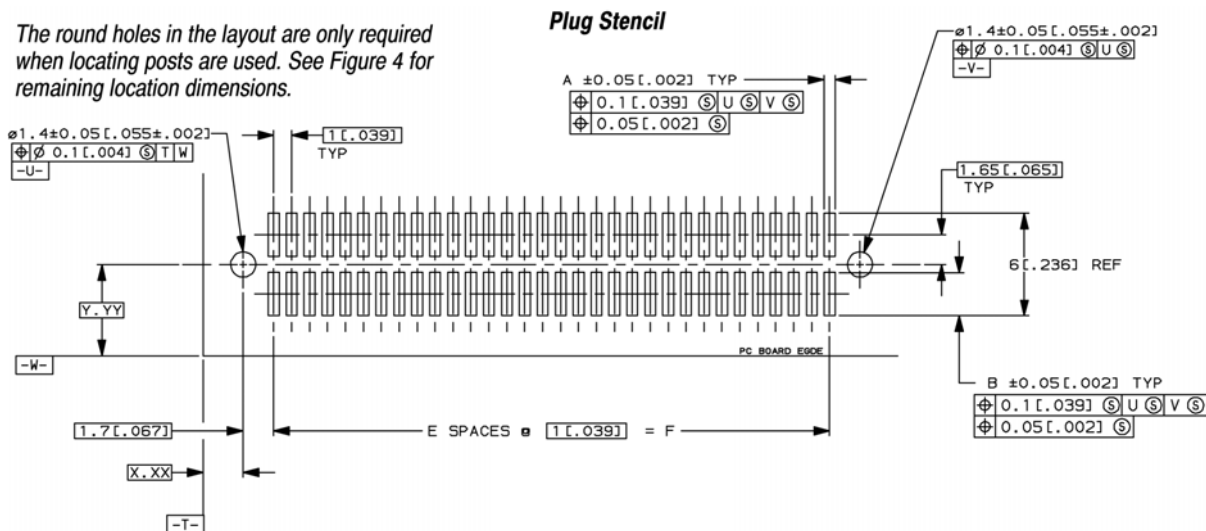 Plug Stencil
The round holes in the layout are only required
when locating posts are used. See Figure 4 for
remaining location dimensions.
⌀1.4±0.05[.055±.002]
⌖ ⌀ 0.1[.004] Ⓢ U Ⓢ
-V-
A ±0.05[.002] TYP
⌖ 0.1[.039] Ⓢ U Ⓢ V Ⓢ
⌖ 0.05[.002] Ⓢ
⌀1.4±0.05[.055±.002]
⌖ ⌀ 0.1[.004] Ⓢ T W
-U-
1[.039]
TYP
1.65[.065]
TYP
6[.236] REF
Y.YY
-W-
PC BOARD EGDE
B ±0.05[.002] TYP
⌖ 0.1[.039] Ⓢ U Ⓢ V Ⓢ
⌖ 0.05[.002] Ⓢ
1.7[.067]
E SPACES @ 1[.039] = F
X.XX
-T-